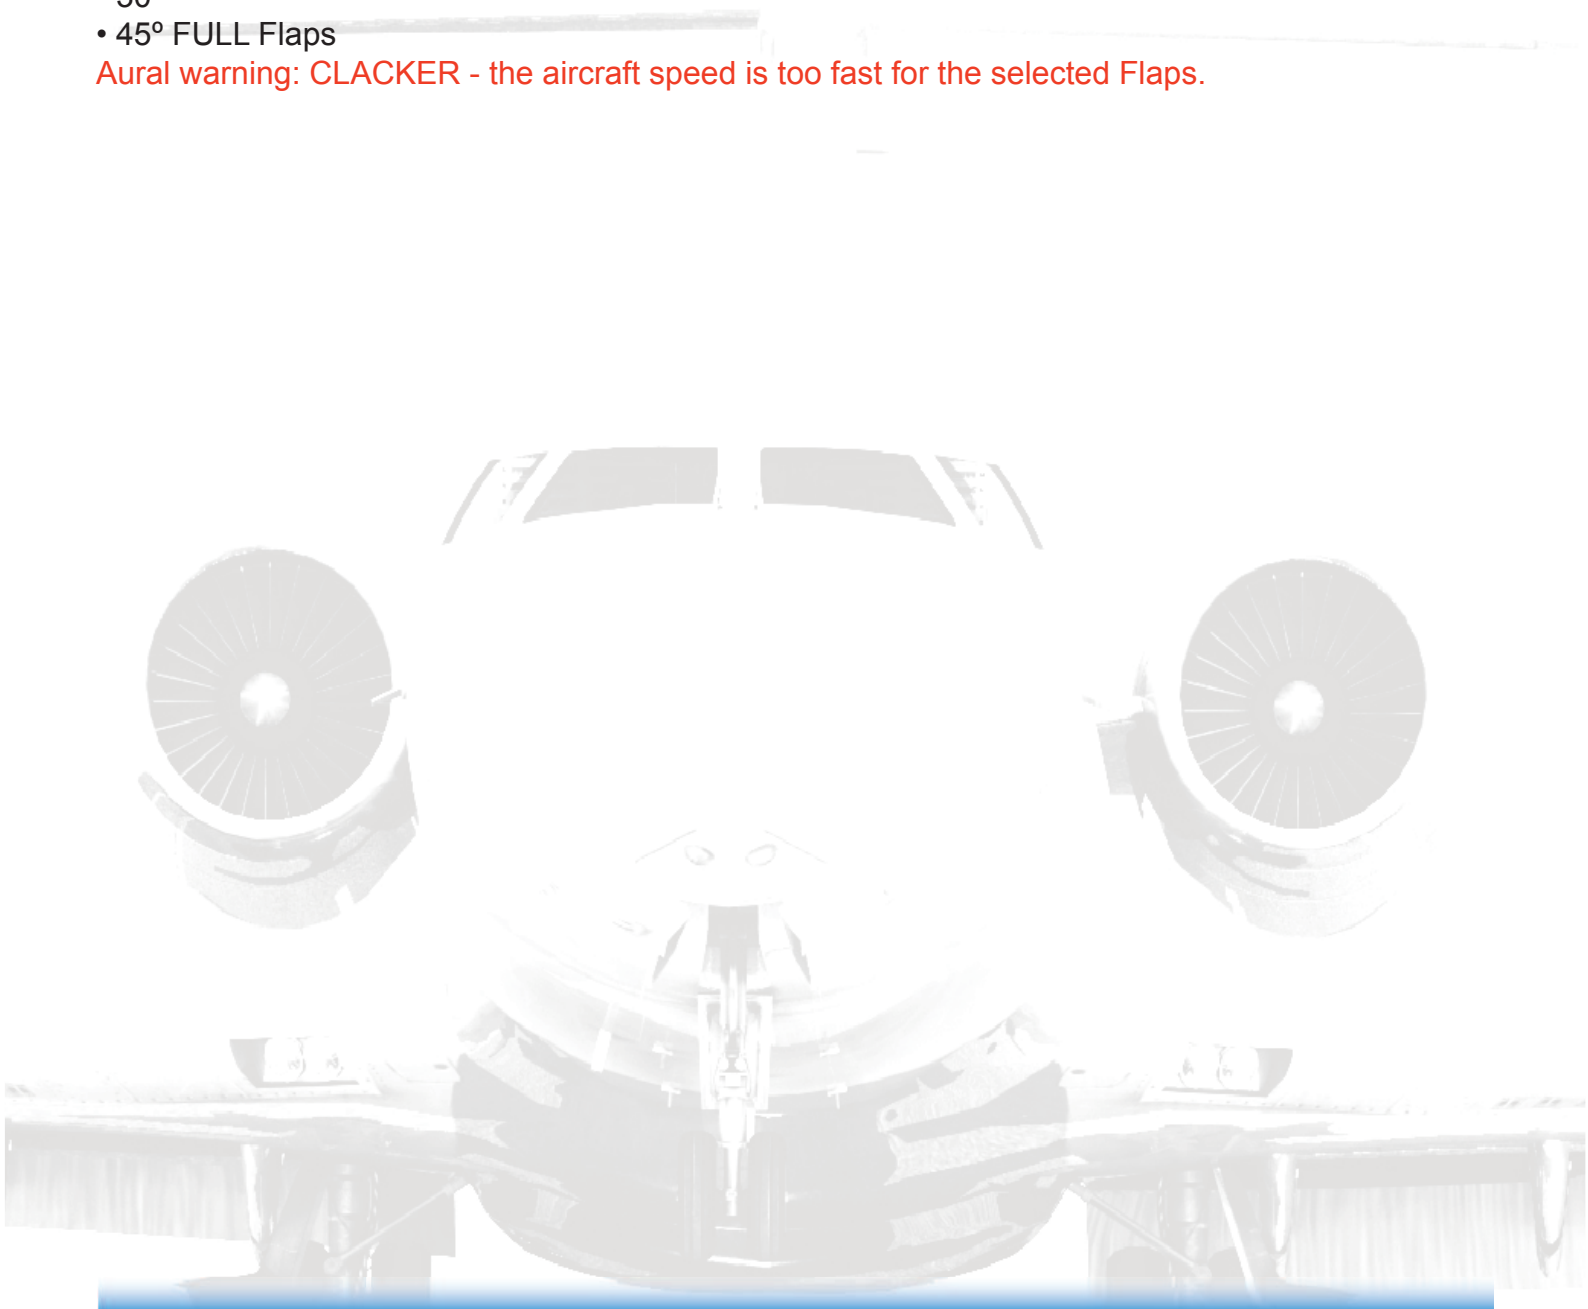 • 45º FULL Flaps
Aural warning: CLACKER - the aircraft speed is too fast for the selected Flaps.